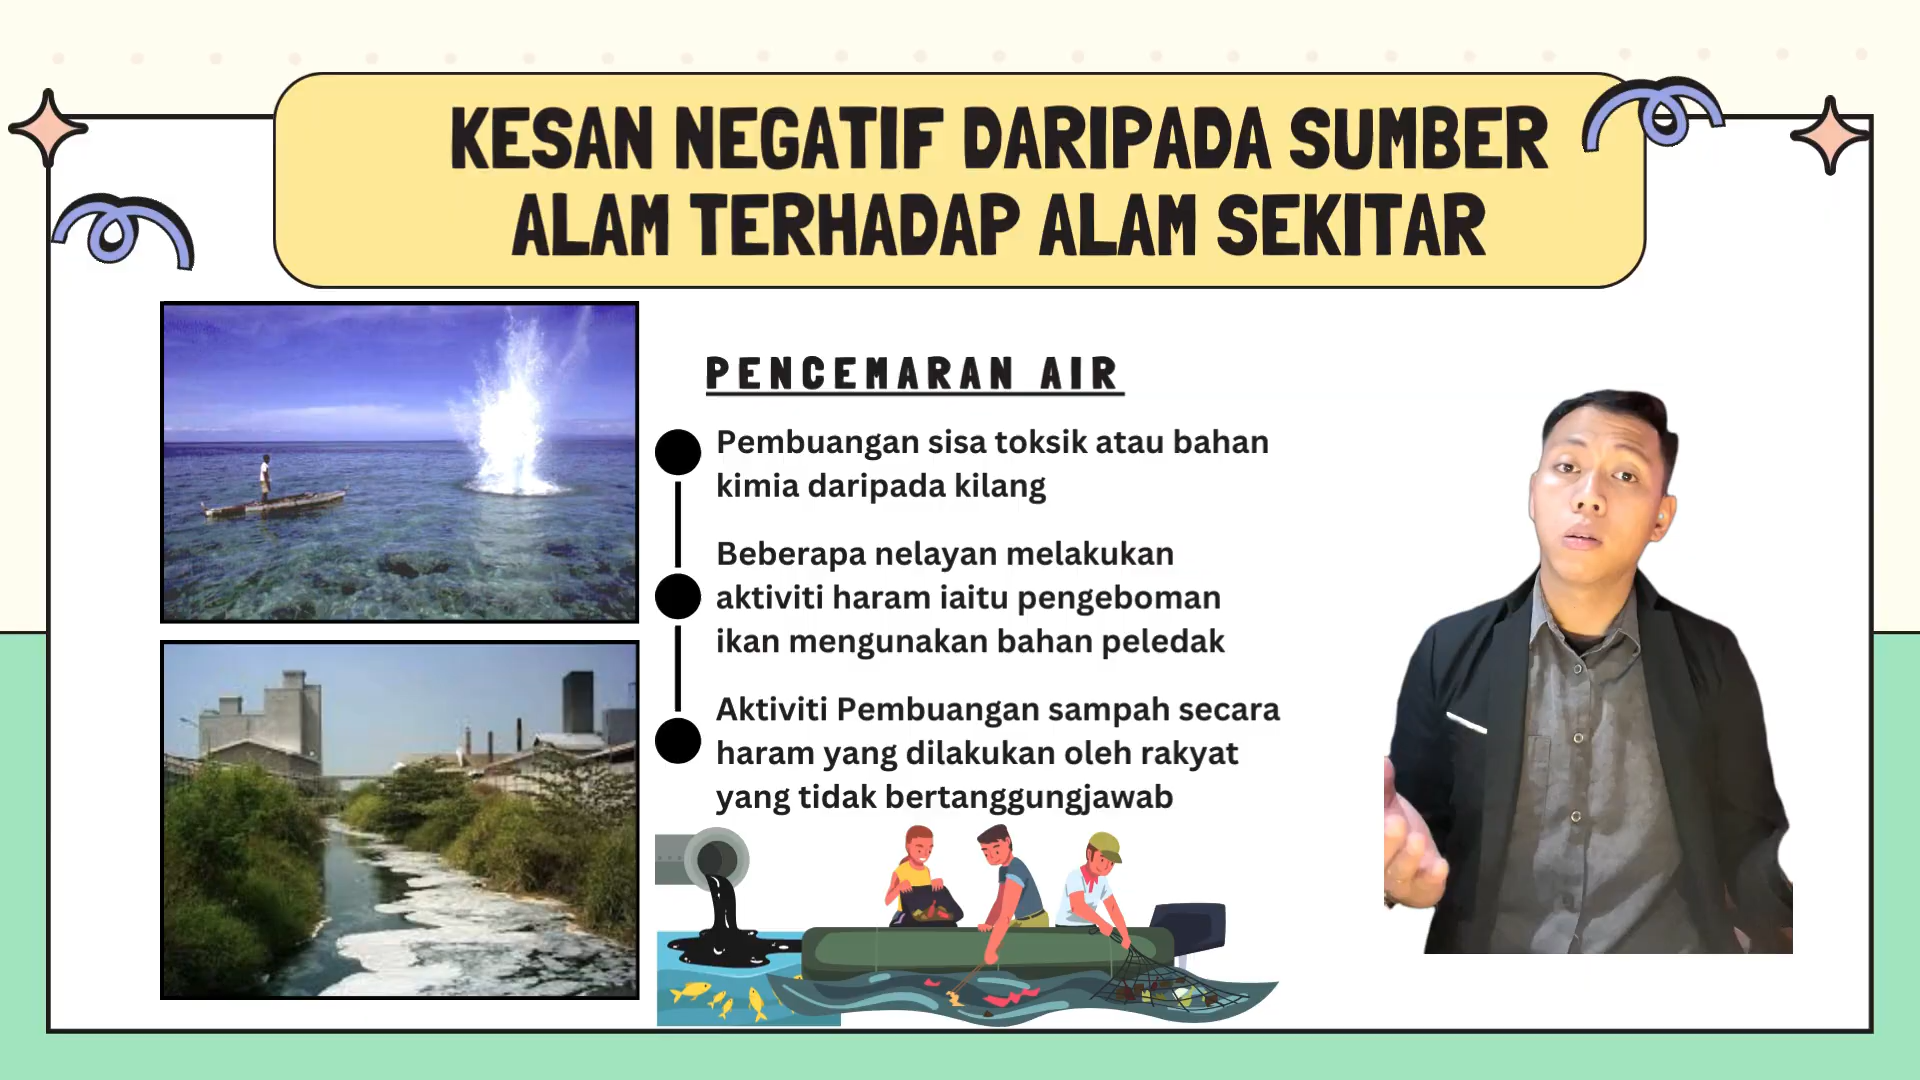 KESAN NEGATIF DARIPADA SUMBER
ALAM TERHADAP ALAM SEKITAR
PENCEMARAN AIR
Pembuangan sisa toksik atau bahan
kimia daripada kilang
Beberapa nelayan melakukan
aktiviti haram iaitu pengeboman
ikan mengunakan bahan peledak
Aktiviti Pembuangan sampah secara
haram yang dilakukan oleh rakyat
yang tidak bertanggungjawab